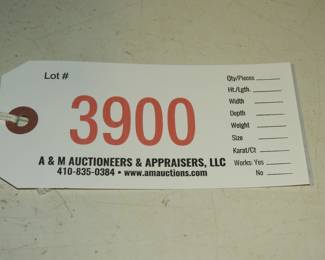 Lot #
3900
A & M AUCTIONEERS & APPRAISERS, LLC
410-835-0384 • www.amauctions.com
Qty/Pieces
Ht./Lgth.
Width
Depth
Weight
Size
Karat/Ct
Works: Yes
No